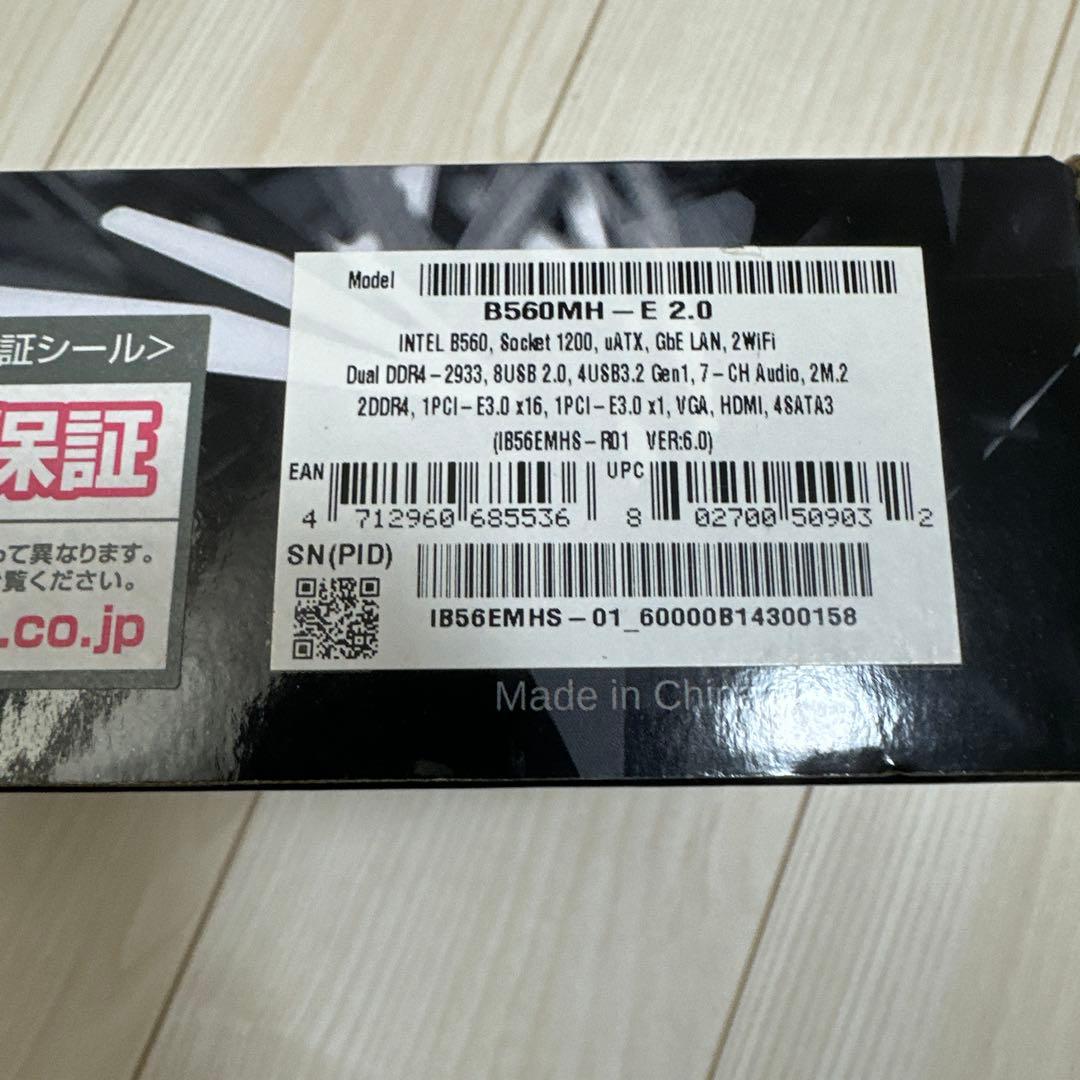 証シール>
保証
って異なります。
覧ください。
.co.jp
Model
B560MH-E 2.0
INTEL B560, Socket 1200, uATX, GbE LAN, 2WiFi
Dual DDR4-2933, 8USB 2.0, 4USB3.2 Gen1, 7-CH Audio, 2M.2
2DDR4, 1PCI-E3.0 x16, 1PCI-E3.0 x1, VGA, HDMI, 4SATA3
(IB56EMHS-R01 VER:6.0)
EAN 4 712960 685536 UPC 8 02700 50903 2
SN(PID)
IB56EMHS-01_60000B14300158
Made in China